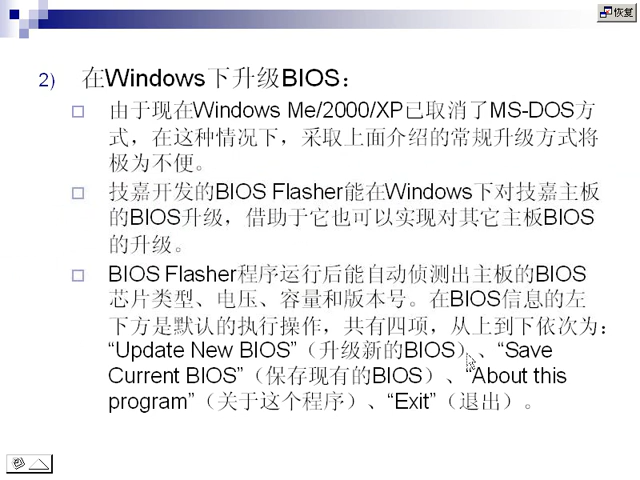 恢复
2) 在Windows下升级BIOS：
由于现在Windows Me/2000/XP已取消了MS-DOS方
式，在这种情况下，采取上面介绍的常规升级方式将
极为不便。
技嘉开发的BIOS Flasher能在Windows下对技嘉主板
的BIOS升级，借助于它也可以实现对其它主板BIOS
的升级。
BIOS Flasher程序运行后能自动侦测出主板的BIOS
芯片类型、电压、容量和版本号。在BIOS信息的左
下方是默认的执行操作，共有四项，从上到下依次为：
“Update New BIOS”（升级新的BIOS）、“Save
Current BIOS”（保存现有的BIOS）、“About this
program”（关于这个程序）、“Exit”（退出）。